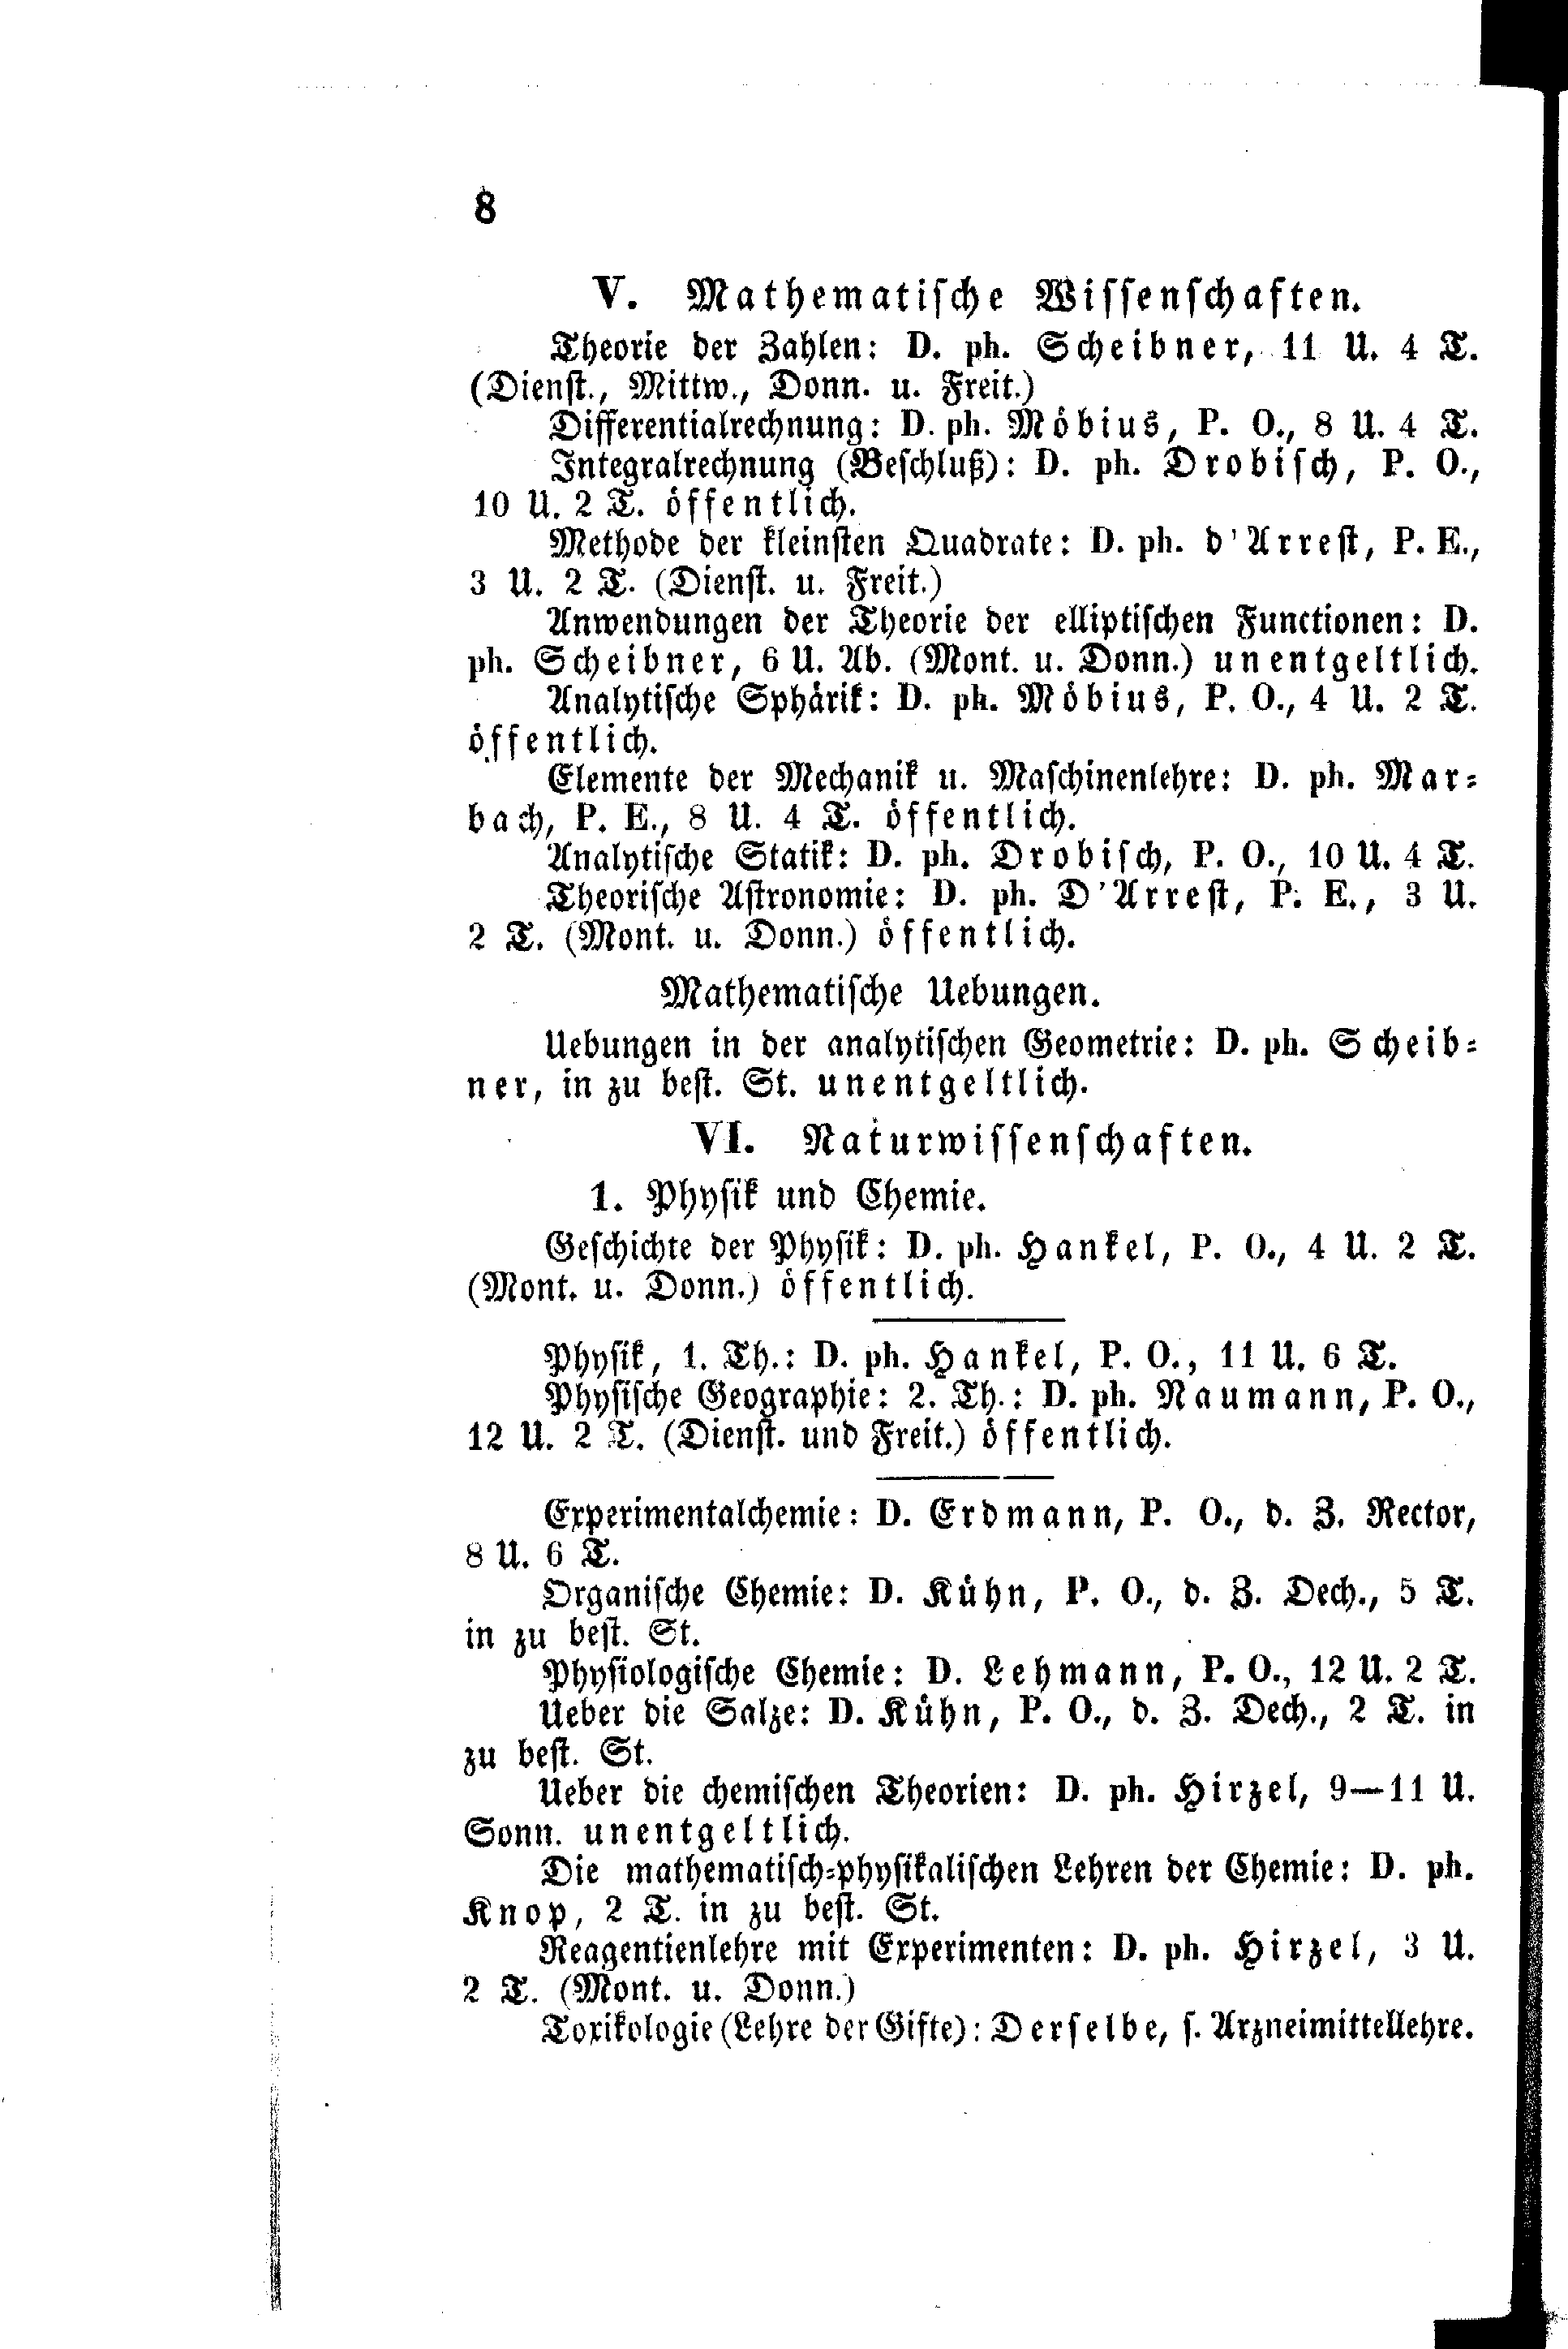 8
V. Mathematische Wissenschaften.
Theorie der Zahlen: D. ph. Scheibner, 11 U. 4 T.
(Dienst., Mittw., Donn. u. Freit.)
Differentialrechnung: D. ph. Möbius, P. O., 8 U. 4 T.
Integralrechnung (Beschluß): D. ph. Drobisch, P. O.,
10 U. 2 T. öffentlich.
Methode der kleinsten Quadrate: D. ph. d'Arrest, P. E.,
3 U. 2 T. (Dienst. u. Freit.)
Anwendungen der Theorie der elliptischen Functionen: D.
ph. Scheibner, 6 U. Ab. (Mont. u. Donn.) unentgeltlich.
Analytische Sphärik: D. ph. Möbius, P. O., 4 U. 2 T.
öffentlich.
Elemente der Mechanik u. Maschinenlehre: D. ph. Mar-
bach, P. E., 8 U. 4 T. öffentlich.
Analytische Statik: D. ph. Drobisch, P. O., 10 U. 4 T.
Theorische Astronomie: D. ph. D'Arrest, P. E., 3 U.
2 T. (Mont. u. Donn.) öffentlich.
Mathematische Uebungen.
Uebungen in der analytischen Geometrie: D. ph. Scheib-
ner, in zu best. St. unentgeltlich.
VI. Naturwissenschaften.
1. Physik und Chemie.
Geschichte der Physik: D. ph. Hankel, P. O., 4 U. 2 T.
(Mont. u. Donn.) öffentlich.
Physik, 1. Th.: D. ph. Hankel, P. O., 11 U. 6 T.
Physische Geographie: 2. Th.: D. ph. Naumann, P. O.,
12 U. 2 T. (Dienst. und Freit.) öffentlich.
Experimentalchemie: D. Erdmann, P. O., d. Z. Rector,
8 U. 6 T.
Organische Chemie: D. Kühn, P. O., d. Z. Dech., 5 T.
in zu best. St.
Physiologische Chemie: D. Lehmann, P. O., 12 U. 2 T.
Ueber die Salze: D. Kühn, P. O., d. Z. Dech., 2 T. in
zu best. St.
Ueber die chemischen Theorien: D. ph. Hirzel, 9—11 U.
Sonn. unentgeltlich.
Die mathematisch-physikalischen Lehren der Chemie: D. ph.
Knop, 2 T. in zu best. St.
Reagentienlehre mit Experimenten: D. ph. Hirzel, 3 U.
2 T. (Mont. u. Donn.)
Toxikologie (Lehre der Gifte): Derselbe, s. Arzneimittellehre.